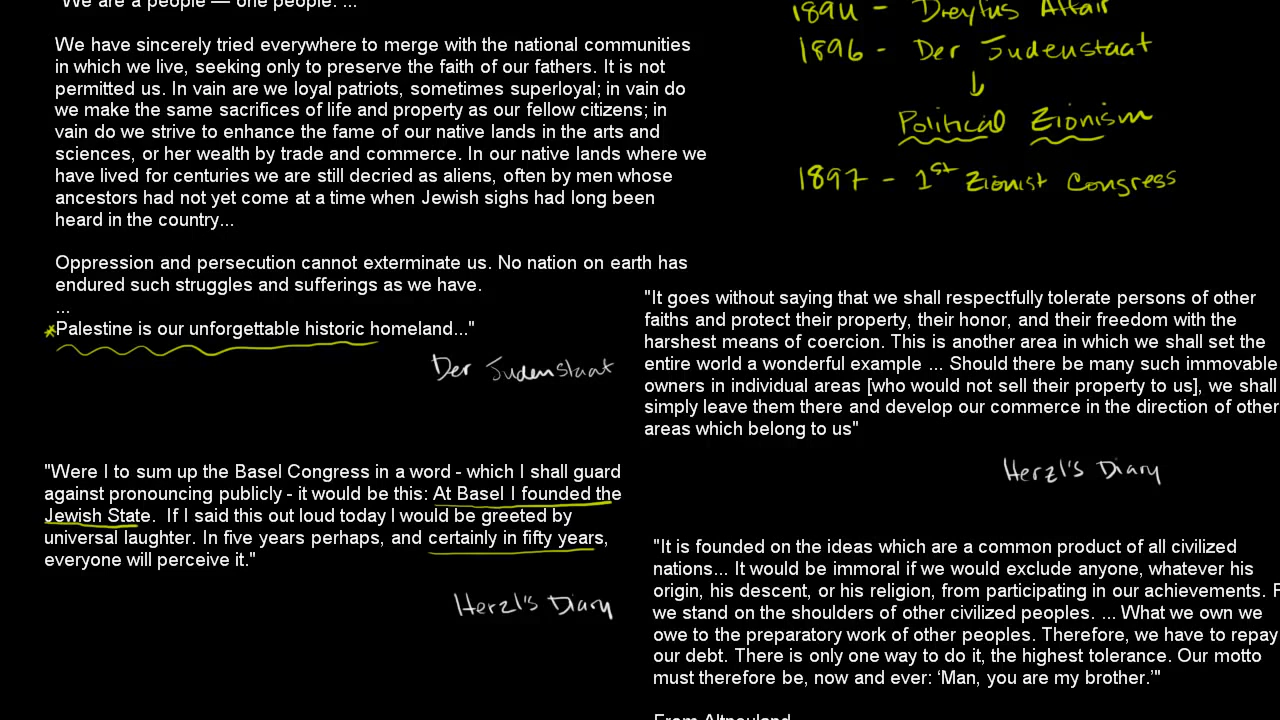 "We are a people — one people. ...
We have sincerely tried everywhere to merge with the national communities
in which we live, seeking only to preserve the faith of our fathers. It is not
permitted us. In vain are we loyal patriots, sometimes superloyal; in vain do
we make the same sacrifices of life and property as our fellow citizens; in
vain do we strive to enhance the fame of our native lands in the arts and
sciences, or her wealth by trade and commerce. In our native lands where we
have lived for centuries we are still decried as aliens, often by men whose
ancestors had not yet come at a time when Jewish sighs had long been
heard in the country...
Oppression and persecution cannot exterminate us. No nation on earth has
endured such struggles and sufferings as we have.
...
*Palestine is our unforgettable historic homeland..."
Der Judenstaat
"Were I to sum up the Basel Congress in a word - which I shall guard
against pronouncing publicly - it would be this: At Basel I founded the
Jewish State.  If I said this out loud today I would be greeted by
universal laughter. In five years perhaps, and certainly in fifty years,
everyone will perceive it."
Herzl's Diary
1894 - Dreyfus Affair
1896 - Der Judenstaat
↓
Political Zionism
1897 - 1st Zionist Congress
"It goes without saying that we shall respectfully tolerate persons of other
faiths and protect their property, their honor, and their freedom with the
harshest means of coercion. This is another area in which we shall set the
entire world a wonderful example ... Should there be many such immovable
owners in individual areas [who would not sell their property to us], we shall
simply leave them there and develop our commerce in the direction of other
areas which belong to us"
Herzl's Diary
"It is founded on the ideas which are a common product of all civilized
nations... It would be immoral if we would exclude anyone, whatever his
origin, his descent, or his religion, from participating in our achievements. F
we stand on the shoulders of other civilized peoples. ... What we own we
owe to the preparatory work of other peoples. Therefore, we have to repay
our debt. There is only one way to do it, the highest tolerance. Our motto
must therefore be, now and ever: ‘Man, you are my brother.’"
From Altneuland